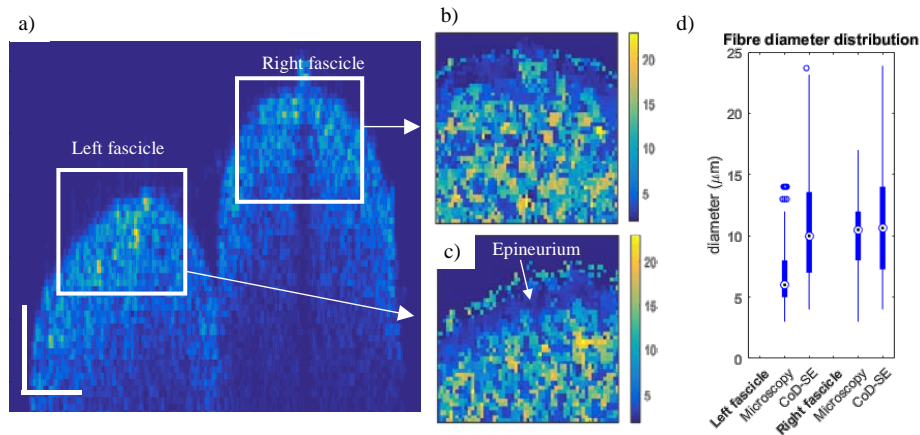 a)
Right fascicle
Left fascicle
b)
20
15
10
5
c)
Epineurium
20
15
10
5
d)
Fibre diameter distribution
25
20
15
10
5
0
diameter (μm)
Left fascicle
Microscopy
CoD-SE
Right fascicle
Microscopy
CoD-SE